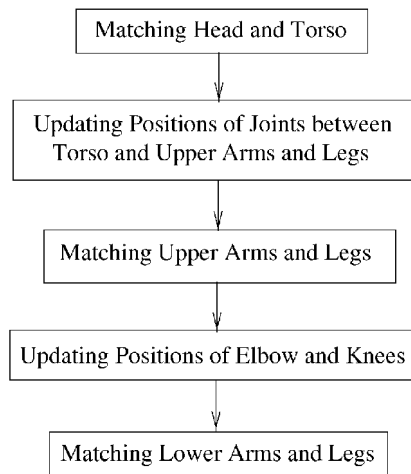 Matching Head and Torso
Updating Positions of Joints between
Torso and Upper Arms and Legs
Matching Upper Arms and Legs
Updating Positions of Elbow and Knees
Matching Lower Arms and Legs